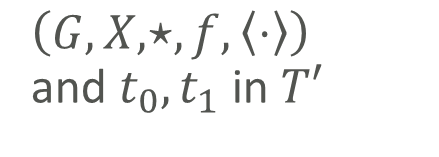 (G, X,⋆, f, ⟨·⟩)
and t₀, t₁ in T′